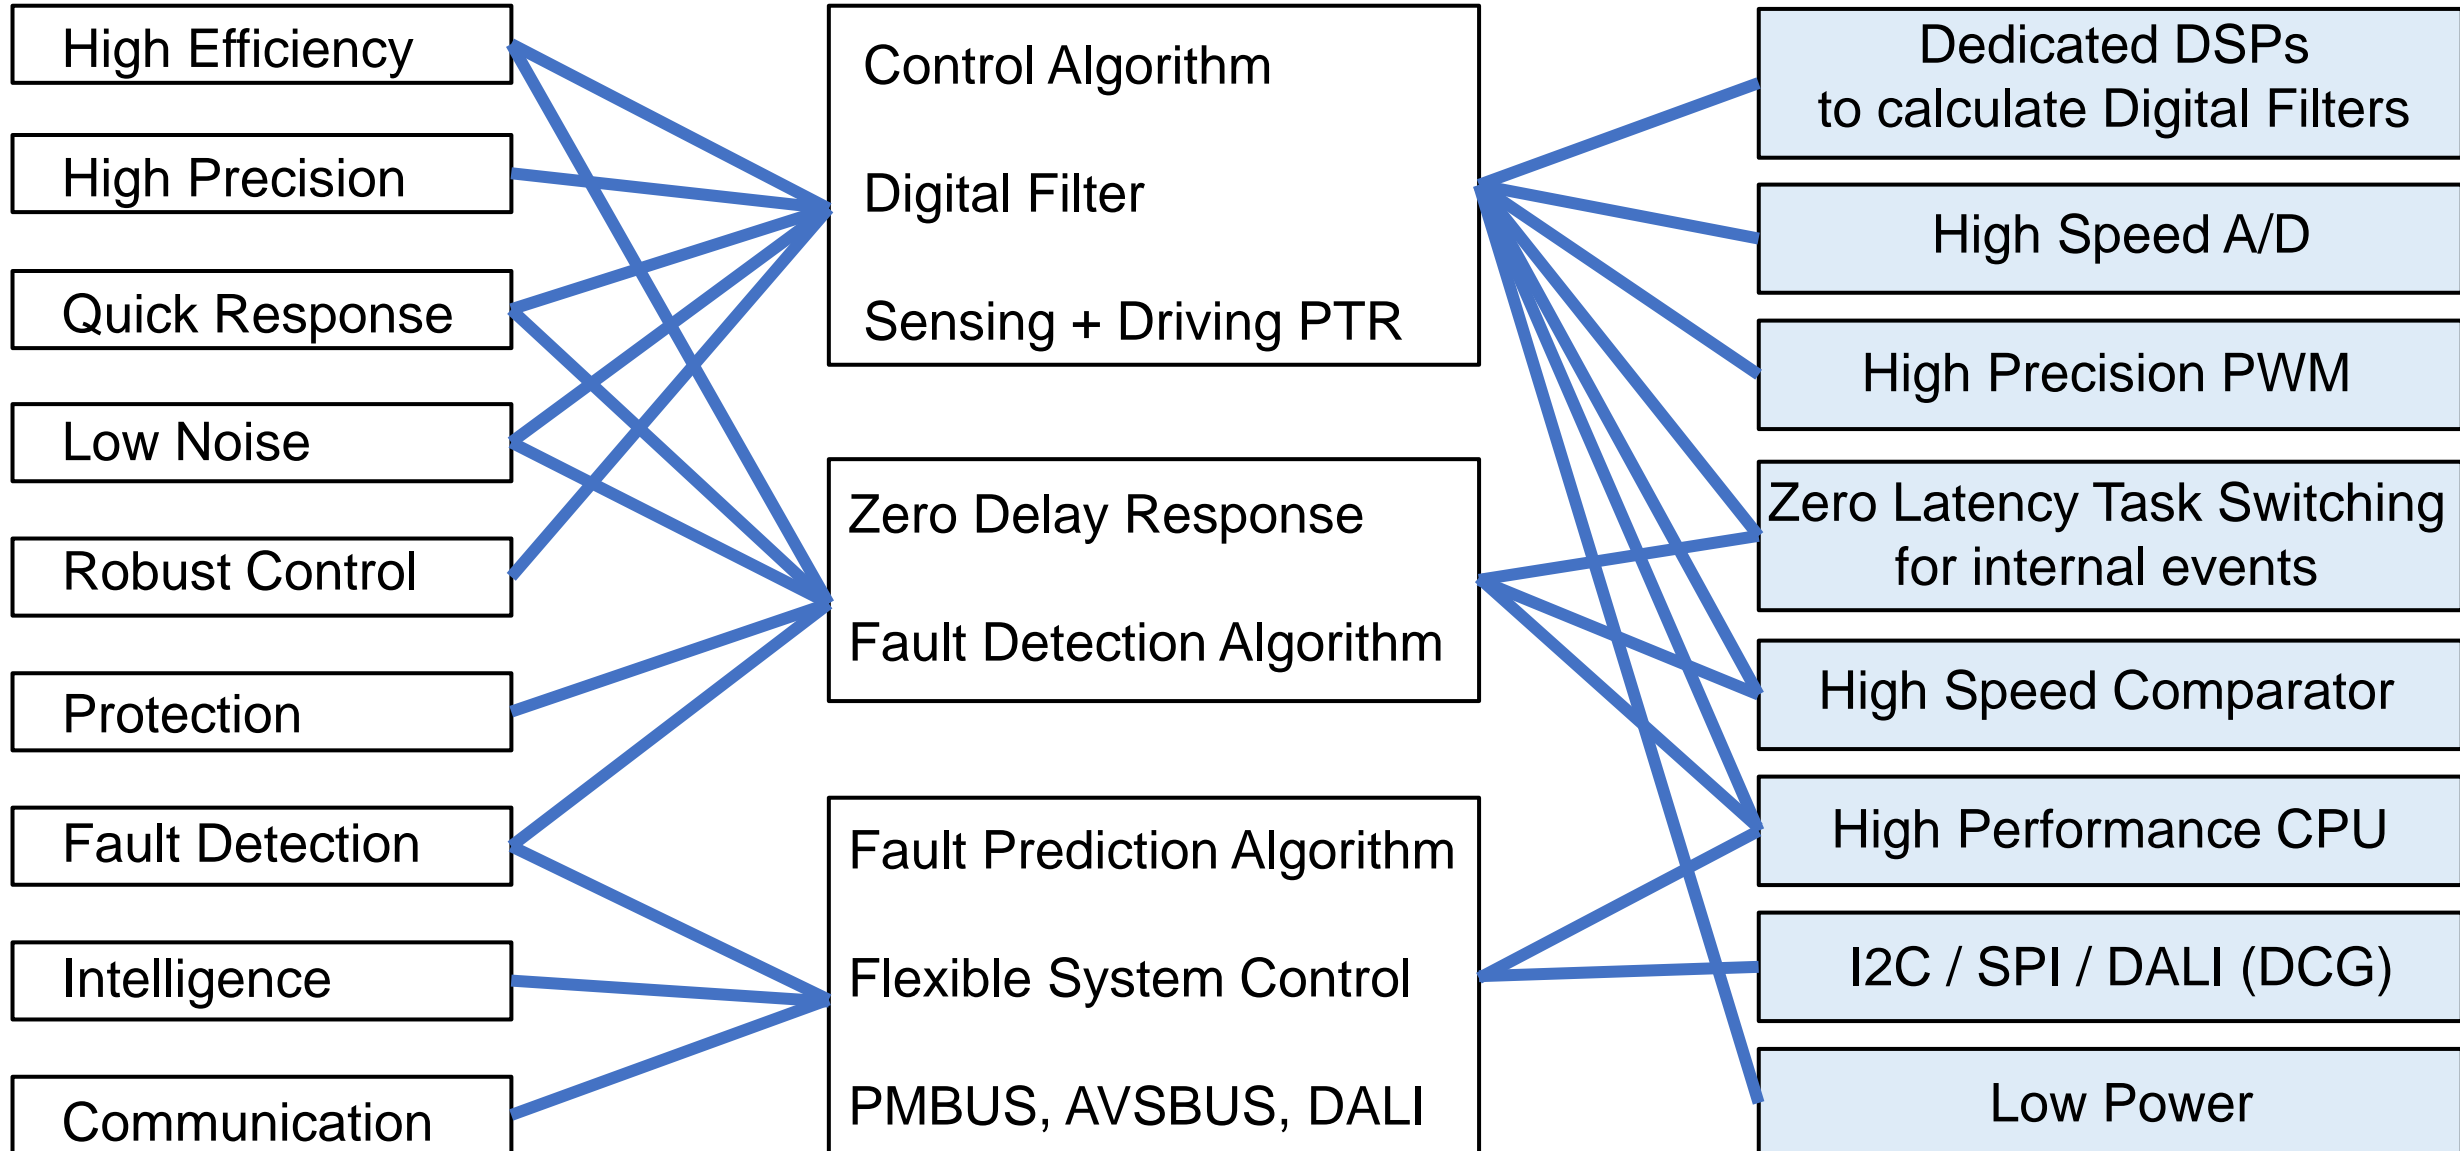 High Efficiency
High Precision
Quick Response
Low Noise
Robust Control
Protection
Fault Detection
Intelligence
Communication
Control Algorithm
Digital Filter
Sensing + Driving PTR
Zero Delay Response
Fault Detection Algorithm
Fault Prediction Algorithm
Flexible System Control
PMBUS, AVSBUS, DALI
Dedicated DSPs
to calculate Digital Filters
High Speed A/D
High Precision PWM
Zero Latency Task Switching
for internal events
High Speed Comparator
High Performance CPU
I2C / SPI / DALI (DCG)
Low Power